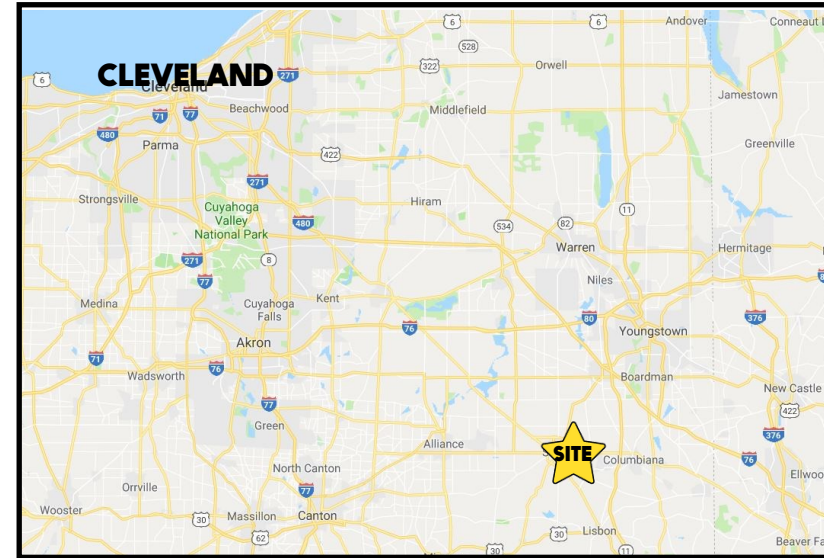 6
6
Andover
Conneaut L
528
322
Orwell
CLEVELAND
Cleveland
271
6
Jamestown
Beachwood
Middlefield
71
77
480
Parma
Greenville
422
271
Strongsville
Hiram
Cuyahoga
Valley
National Park
480
11
534
82
Warren
Hermitage
271
8
77
Niles
Medina
Cuyahoga
Falls
Kent
76
80
376
Youngstown
Akron
71
76
Wadsworth
Boardman
77
New Castle
422
Green
376
Alliance
SITE
Columbiana
76
North Canton
Ellwoo
77
Orrville
Wooster
30
Massillon
Canton
62
30
Lisbon
30
11
Beaver Fa